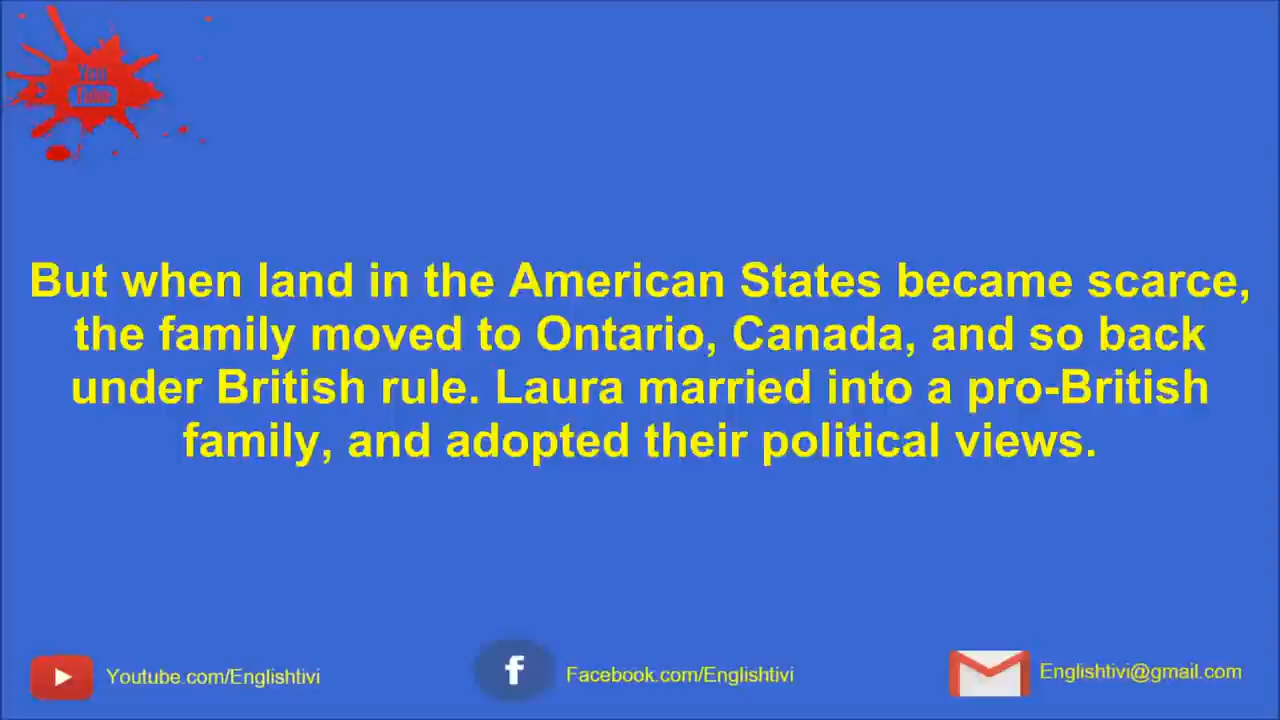 You
Tube
But when land in the American States became scarce,
the family moved to Ontario, Canada, and so back
under British rule. Laura married into a pro-British
family, and adopted their political views.
Youtube.com/Englishtivi
f
Facebook.com/Englishtivi
Englishtivi@gmail.com